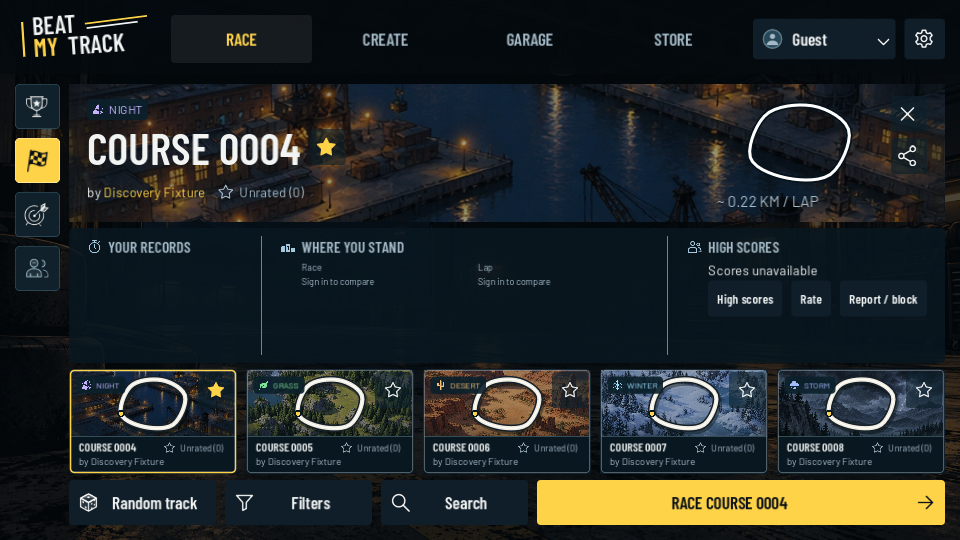 BEAT
MY TRACK
RACE
CREATE
GARAGE
STORE
Guest
NIGHT
COURSE 0004
by Discovery Fixture
Unrated (0)
~ 0.22 KM / LAP
YOUR RECORDS
WHERE YOU STAND
Race
Sign in to compare
Lap
Sign in to compare
HIGH SCORES
Scores unavailable
High scores
Rate
Report / block
NIGHT
COURSE 0004
Unrated (0)
by Discovery Fixture
GRASS
COURSE 0005
Unrated (0)
by Discovery Fixture
DESERT
COURSE 0006
Unrated (0)
by Discovery Fixture
WINTER
COURSE 0007
Unrated (0)
by Discovery Fixture
STORM
COURSE 0008
Unrated (0)
by Discovery Fixture
Random track
Filters
Search
RACE COURSE 0004